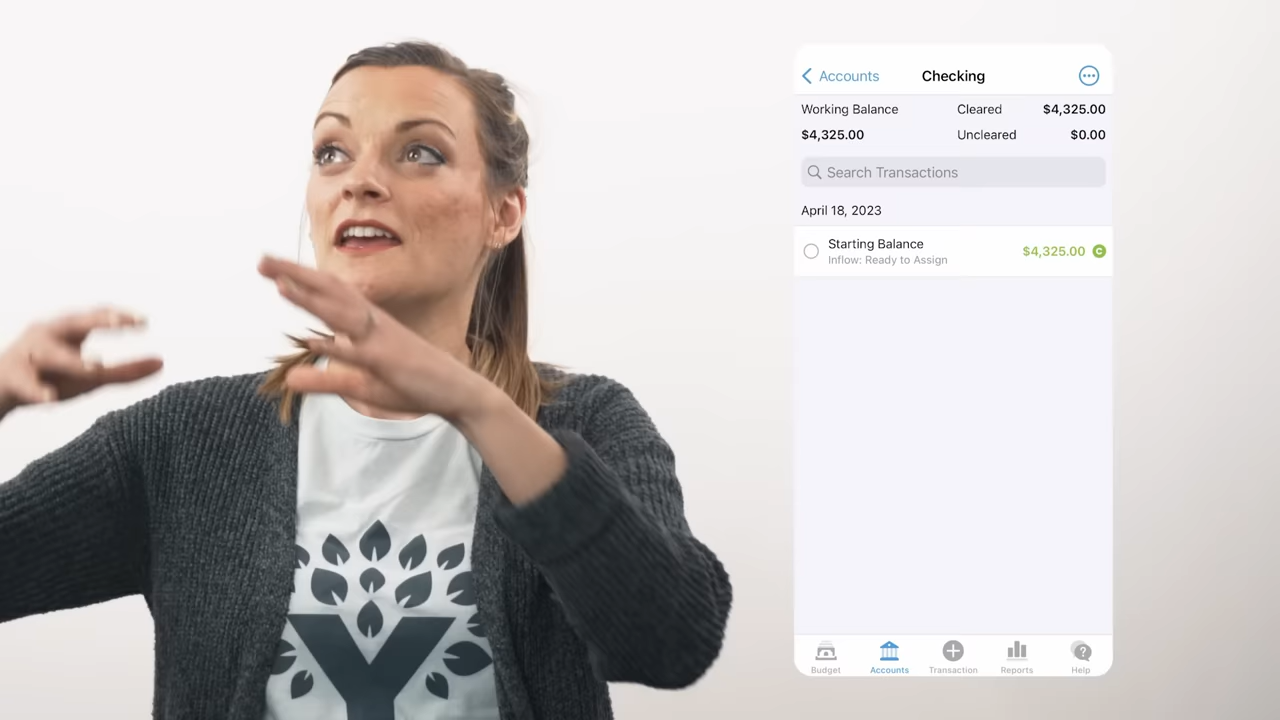 Accounts Checking
Working Balance Cleared $4,325.00
$4,325.00 Uncleared $0.00
Search Transactions
April 18, 2023
Starting Balance $4,325.00 C
Inflow: Ready to Assign
Budget Accounts Transaction Reports Help
Y